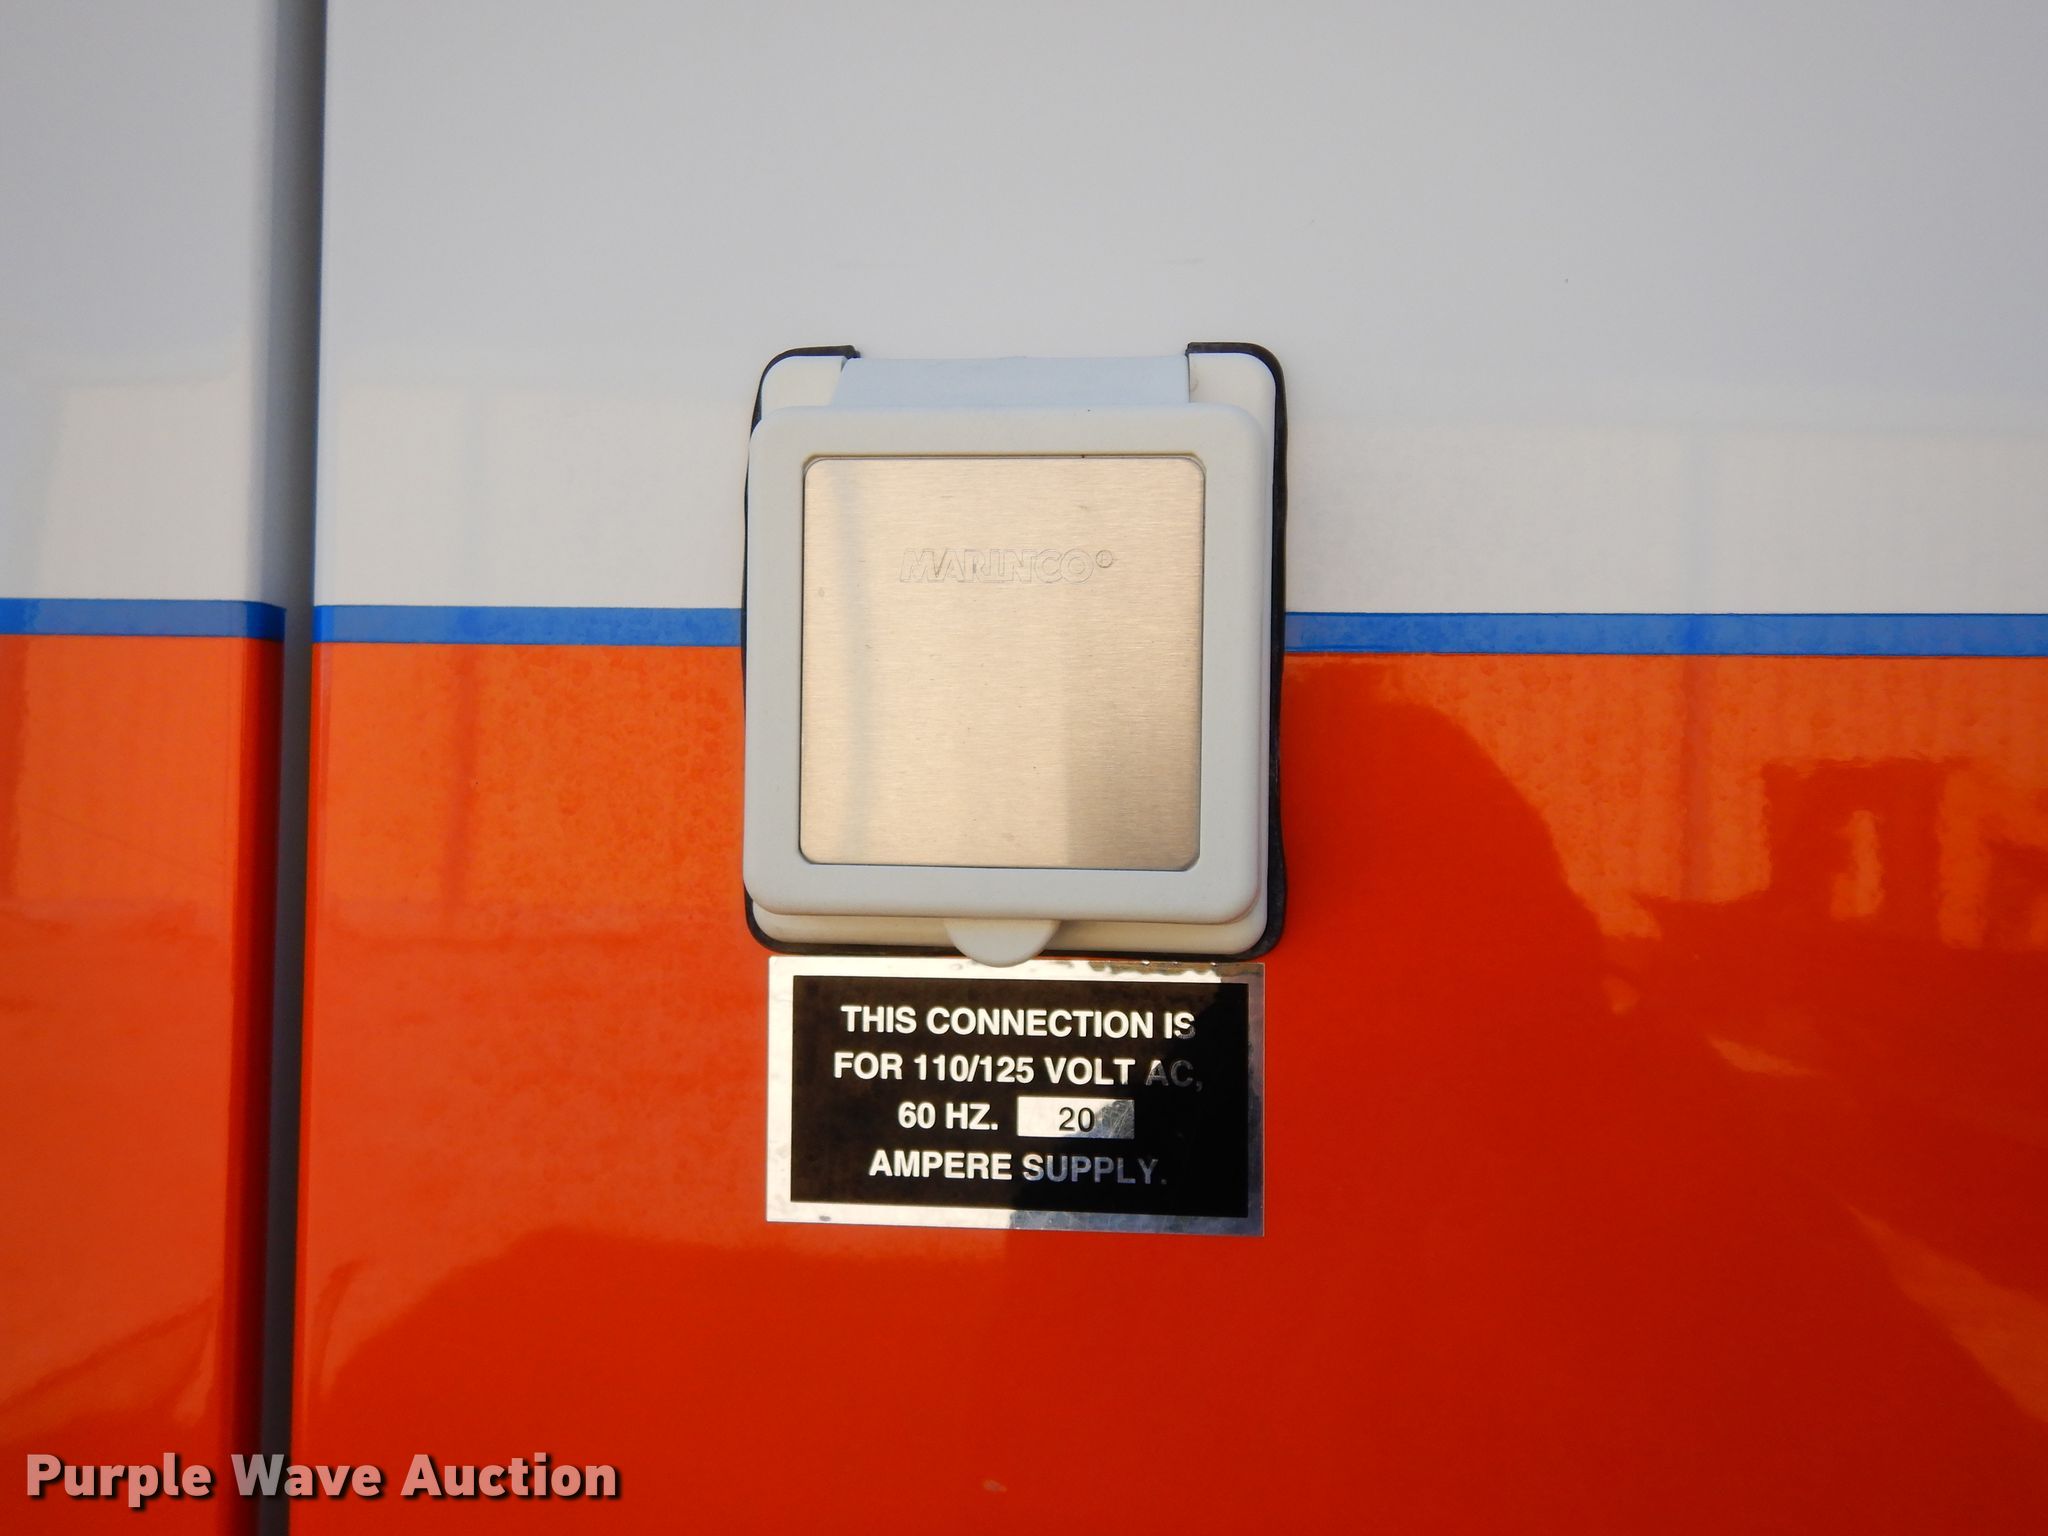 MARINCO®
THIS CONNECTION IS
FOR 110/125 VOLT AC,
60 HZ. 20
AMPERE SUPPLY.
Purple Wave Auction